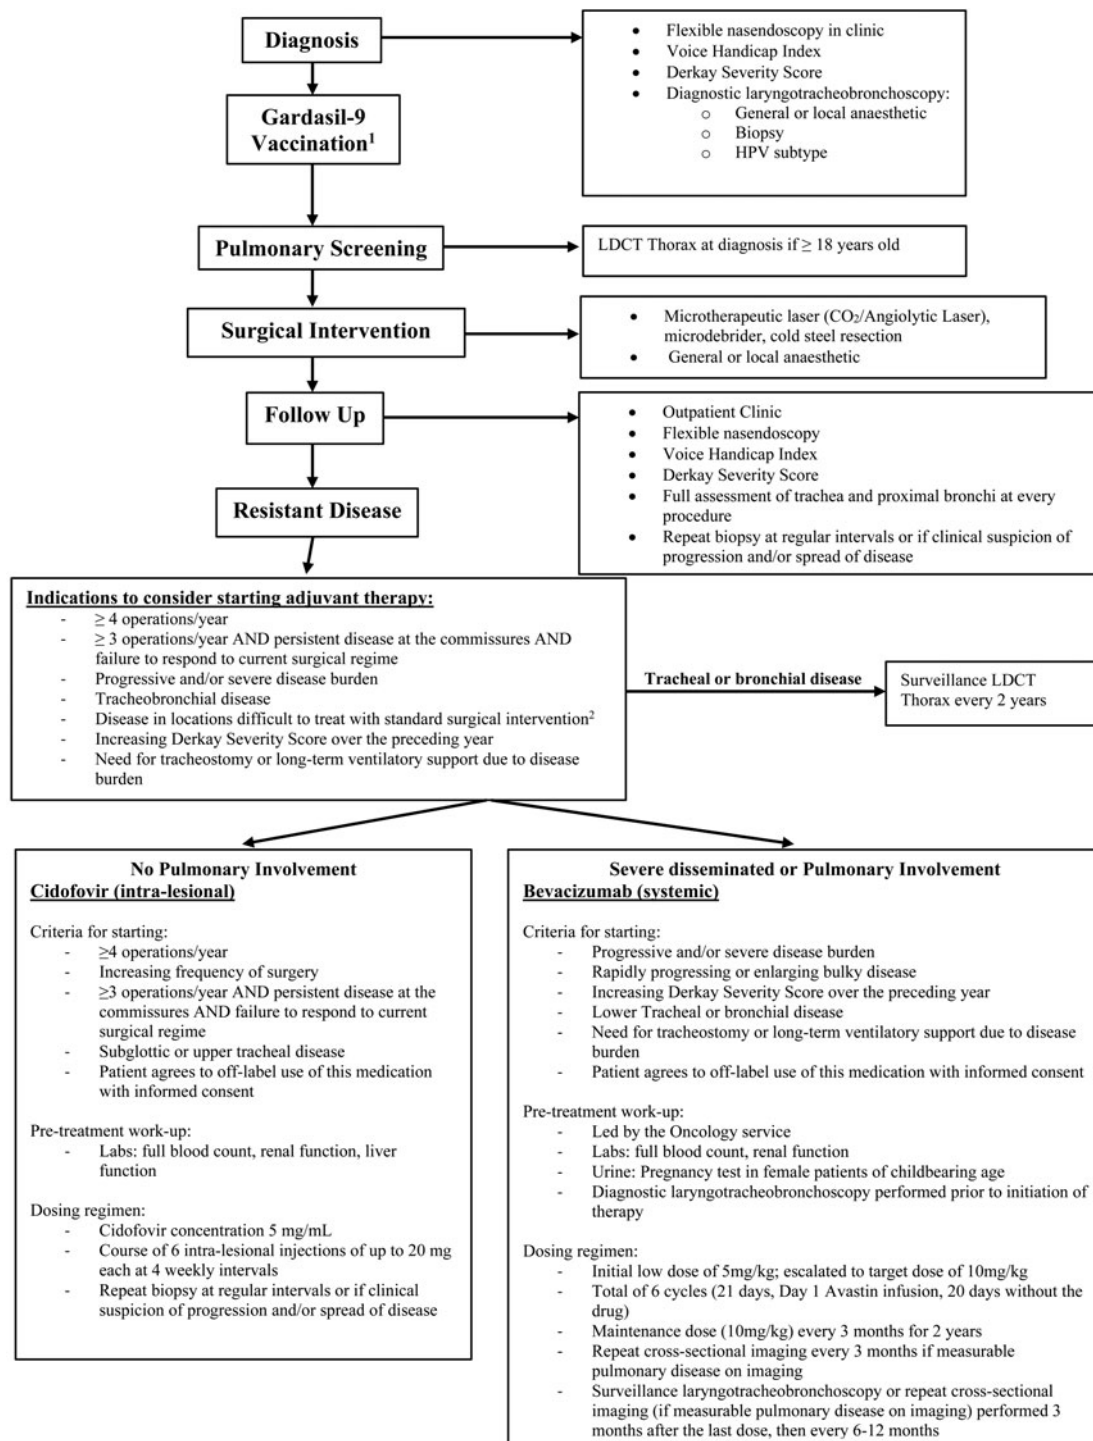 Diagnosis
• Flexible nasendoscopy in clinic
• Voice Handicap Index
• Derkay Severity Score
• Diagnostic laryngotracheobronchoscopy:
o General or local anaesthetic
o Biopsy
o HPV subtype
Gardasil-9
Vaccination¹
Pulmonary Screening
LDCT Thorax at diagnosis if ≥ 18 years old
Surgical Intervention
• Microtherapeutic laser (CO₂/Angiolytic Laser),
microdebrider, cold steel resection
• General or local anaesthetic
Follow Up
• Outpatient Clinic
• Flexible nasendoscopy
• Voice Handicap Index
• Derkay Severity Score
• Full assessment of trachea and proximal bronchi at every
procedure
• Repeat biopsy at regular intervals or if clinical suspicion of
progression and/or spread of disease
Resistant Disease
Indications to consider starting adjuvant therapy:
- ≥ 4 operations/year
- ≥ 3 operations/year AND persistent disease at the commissures AND
failure to respond to current surgical regime
- Progressive and/or severe disease burden
- Tracheobronchial disease
- Disease in locations difficult to treat with standard surgical intervention²
- Increasing Derkay Severity Score over the preceding year
- Need for tracheostomy or long-term ventilatory support due to disease
burden
Tracheal or bronchial disease
Surveillance LDCT
Thorax every 2 years
No Pulmonary Involvement
Cidofovir (intra-lesional)
Criteria for starting:
- ≥4 operations/year
- Increasing frequency of surgery
- ≥3 operations/year AND persistent disease at the
commissures AND failure to respond to current
surgical regime
- Subglottic or upper tracheal disease
- Patient agrees to off-label use of this medication
with informed consent
Pre-treatment work-up:
- Labs: full blood count, renal function, liver
function
Dosing regimen:
- Cidofovir concentration 5 mg/mL
- Course of 6 intra-lesional injections of up to 20 mg
each at 4 weekly intervals
- Repeat biopsy at regular intervals or if clinical
suspicion of progression and/or spread of disease
Severe disseminated or Pulmonary Involvement
Bevacizumab (systemic)
Criteria for starting:
- Progressive and/or severe disease burden
- Rapidly progressing or enlarging bulky disease
- Increasing Derkay Severity Score over the preceding year
- Lower Tracheal or bronchial disease
- Need for tracheostomy or long-term ventilatory support due to disease
burden
- Patient agrees to off-label use of this medication with informed consent
Pre-treatment work-up:
- Led by the Oncology service
- Labs: full blood count, renal function
- Urine: Pregnancy test in female patients of childbearing age
- Diagnostic laryngotracheobronchoscopy performed prior to initiation of
therapy
Dosing regimen:
- Initial low dose of 5mg/kg; escalated to target dose of 10mg/kg
- Total of 6 cycles (21 days, Day 1 Avastin infusion, 20 days without the
drug)
- Maintenance dose (10mg/kg) every 3 months for 2 years
- Repeat cross-sectional imaging every 3 months if measurable
pulmonary disease on imaging
- Surveillance laryngotracheobronchoscopy or repeat cross-sectional
imaging (if measurable pulmonary disease on imaging) performed 3
months after the last dose, then every 6-12 months